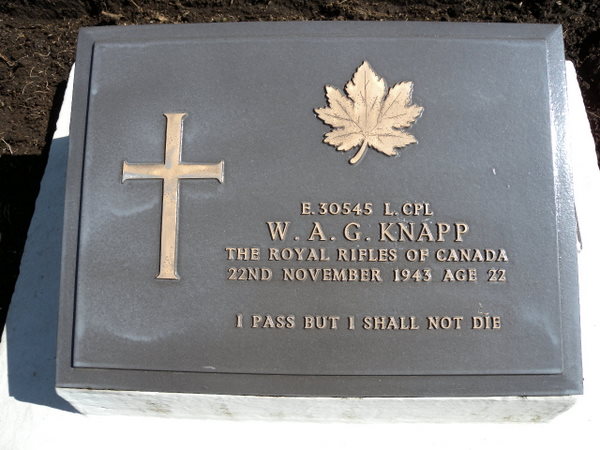 E.30545 L.CPL
W. A. G. KNAPP
THE ROYAL RIFLES OF CANADA
22ND NOVEMBER 1943 AGE 22
I PASS BUT I SHALL NOT DIE